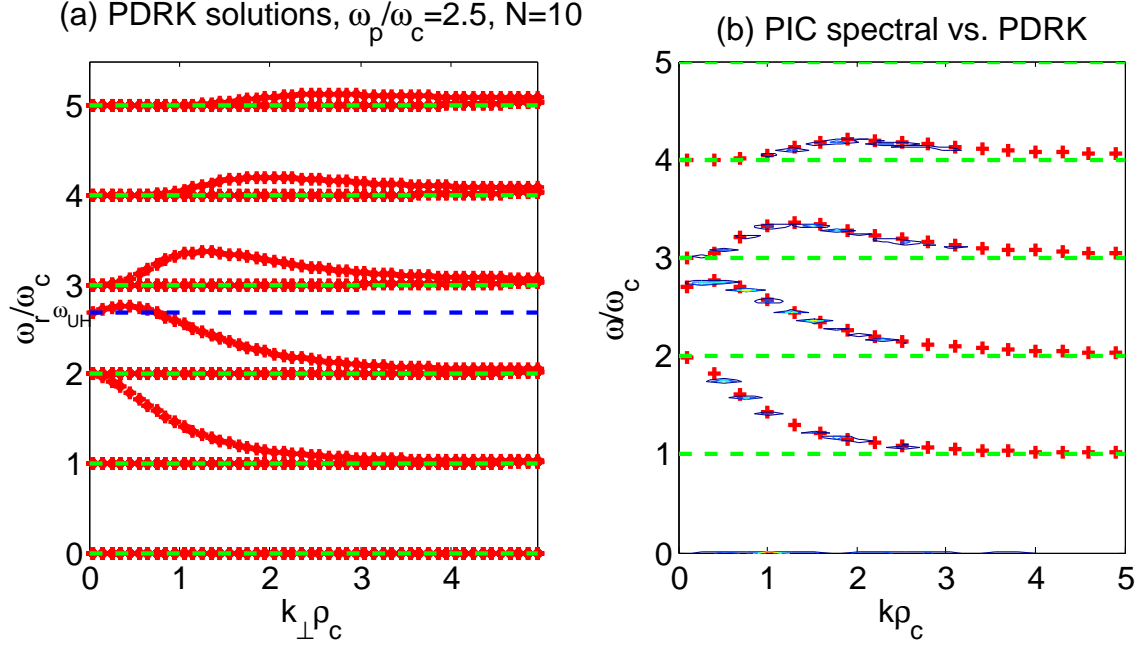 (a) PDRK solutions, ω_p/ω_c=2.5, N=10
5
4
3
ω_UH
2
1
0
ω_r/ω_c
0 1 2 3 4
k_⊥ρ_c
(b) PIC spectral vs. PDRK
5
4
3
2
1
0
ω/ω_c
0 1 2 3 4 5
kρ_c